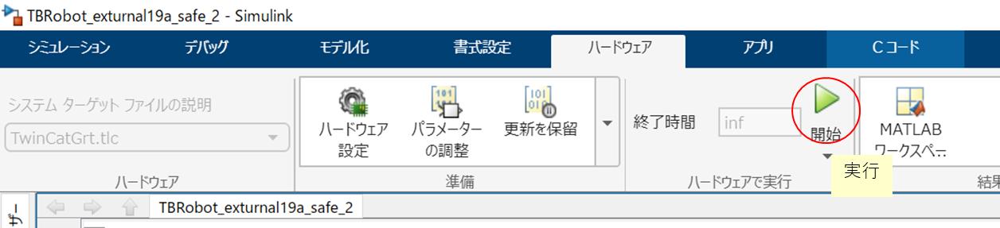 TBRobot_exturnal19a_safe_2 - Simulink
シミュレーション
デバッグ
モデル化
書式設定
ハードウェア
アプリ
C コード
システム ターゲット ファイルの説明
TwinCatGrt.tlc
ハードウェア
ハードウェア
設定
パラメーター
の調整
更新を保留
準備
終了時間
inf
開始
ハードウェアで実行
MATLAB
ワークスペ...
結果
実行
TBRobot_exturnal19a_safe_2
ザー